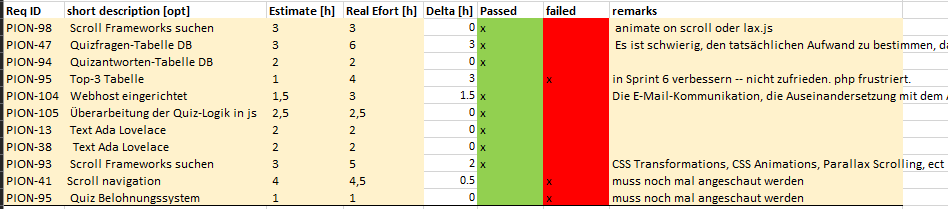 Req ID short description [opt] Estimate [h] Real Efort [h] Delta [h] Passed failed remarks
PION-98 Scroll Frameworks suchen 3 3 0 x animate on scroll oder lax.js
PION-47 Quizfragen-Tabelle DB 3 6 3 x Es ist schwierig, den tatsächlichen Aufwand zu bestimmen, da
PION-94 Quizantworten-Tabelle DB 2 2 0 x
PION-95 Top-3 Tabelle 1 4 3 x in Sprint 6 verbessern -- nicht zufrieden. php frustriert.
PION-104 Webhost eingerichtet 1,5 3 1.5 x Die E-Mail-Kommunikation, die Auseinandersetzung mit dem
PION-105 Überarbeitung der Quiz-Logik in js 2,5 2,5 0 x
PION-13 Text Ada Lovelace 2 2 0 x
PION-38 Text Ada Lovelace 2 2 0 x
PION-93 Scroll Frameworks suchen 3 5 2 x CSS Transformations, CSS Animations, Parallax Scrolling, ect
PION-41 Scroll navigation 4 4,5 0.5 x muss noch mal angeschaut werden
PION-95 Quiz Belohnungssystem 1 1 0 x muss noch mal angeschaut werden